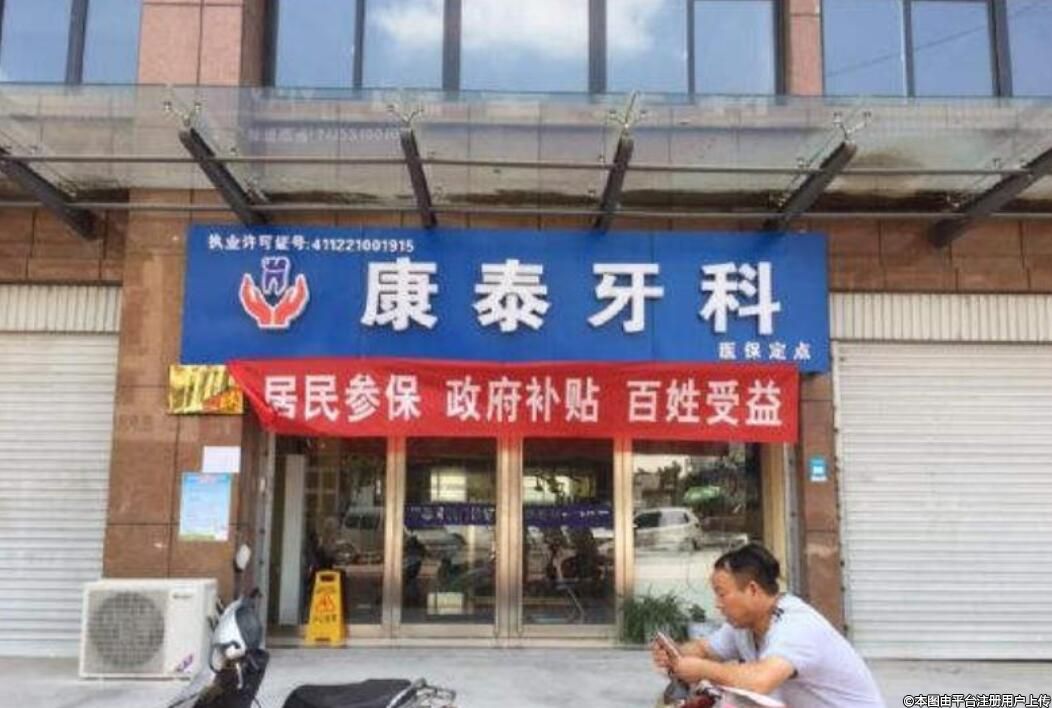 执业许可证号:411221001915
康泰牙科
医保定点
居民参保 政府补贴 百姓受益
©本图由平台注册用户上传